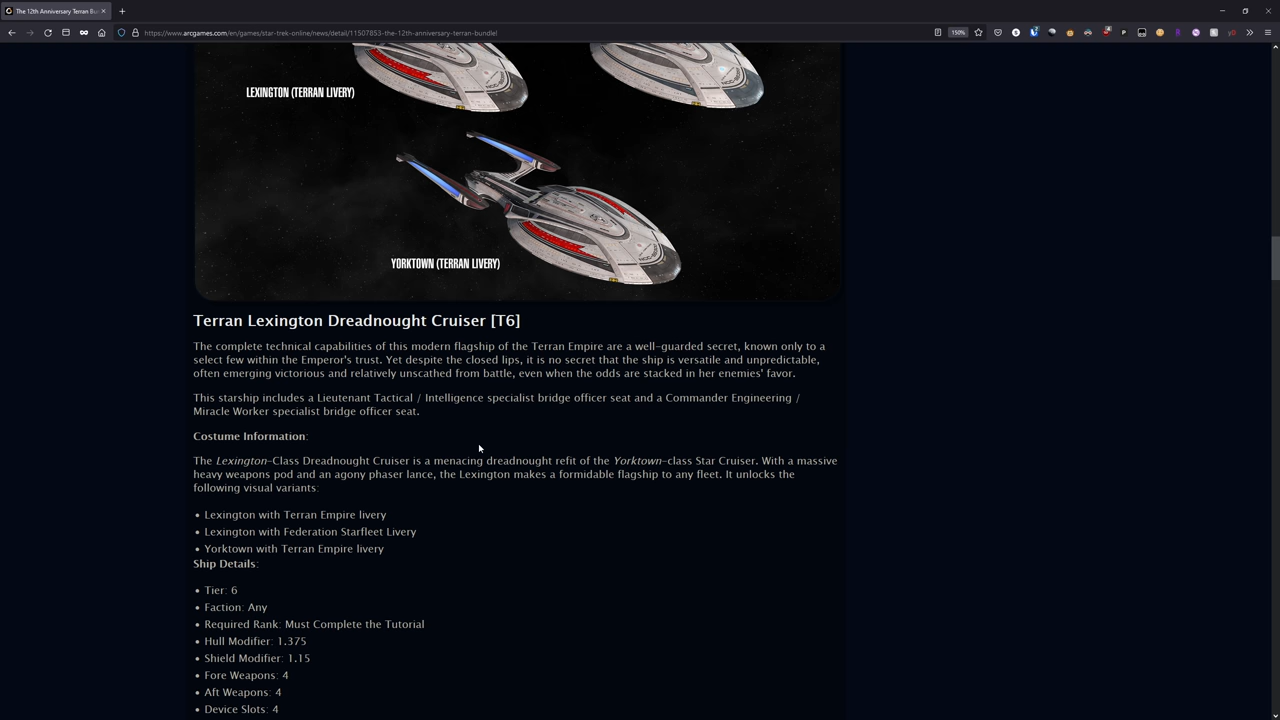 The 12th Anniversary Terran Bu
https://www.arcgames.com/en/games/star-trek-online/news/detail/11507853-the-12th-anniversary-terran-bundel
150%
LEXINGTON (TERRAN LIVERY)
YORKTOWN (TERRAN LIVERY)
Terran Lexington Dreadnought Cruiser [T6]
The complete technical capabilities of this modern flagship of the Terran Empire are a well-guarded secret, known only to a
select few within the Emperor's trust. Yet despite the closed lips, it is no secret that the ship is versatile and unpredictable,
often emerging victorious and relatively unscathed from battle, even when the odds are stacked in her enemies' favor.
This starship includes a Lieutenant Tactical / Intelligence specialist bridge officer seat and a Commander Engineering /
Miracle Worker specialist bridge officer seat.
Costume Information:
The Lexington-Class Dreadnought Cruiser is a menacing dreadnought refit of the Yorktown-class Star Cruiser. With a massive
heavy weapons pod and an agony phaser lance, the Lexington makes a formidable flagship to any fleet. It unlocks the
following visual variants:
• Lexington with Terran Empire livery
• Lexington with Federation Starfleet Livery
• Yorktown with Terran Empire livery
Ship Details:
• Tier: 6
• Faction: Any
• Required Rank: Must Complete the Tutorial
• Hull Modifier: 1.375
• Shield Modifier: 1.15
• Fore Weapons: 4
• Aft Weapons: 4
• Device Slots: 4